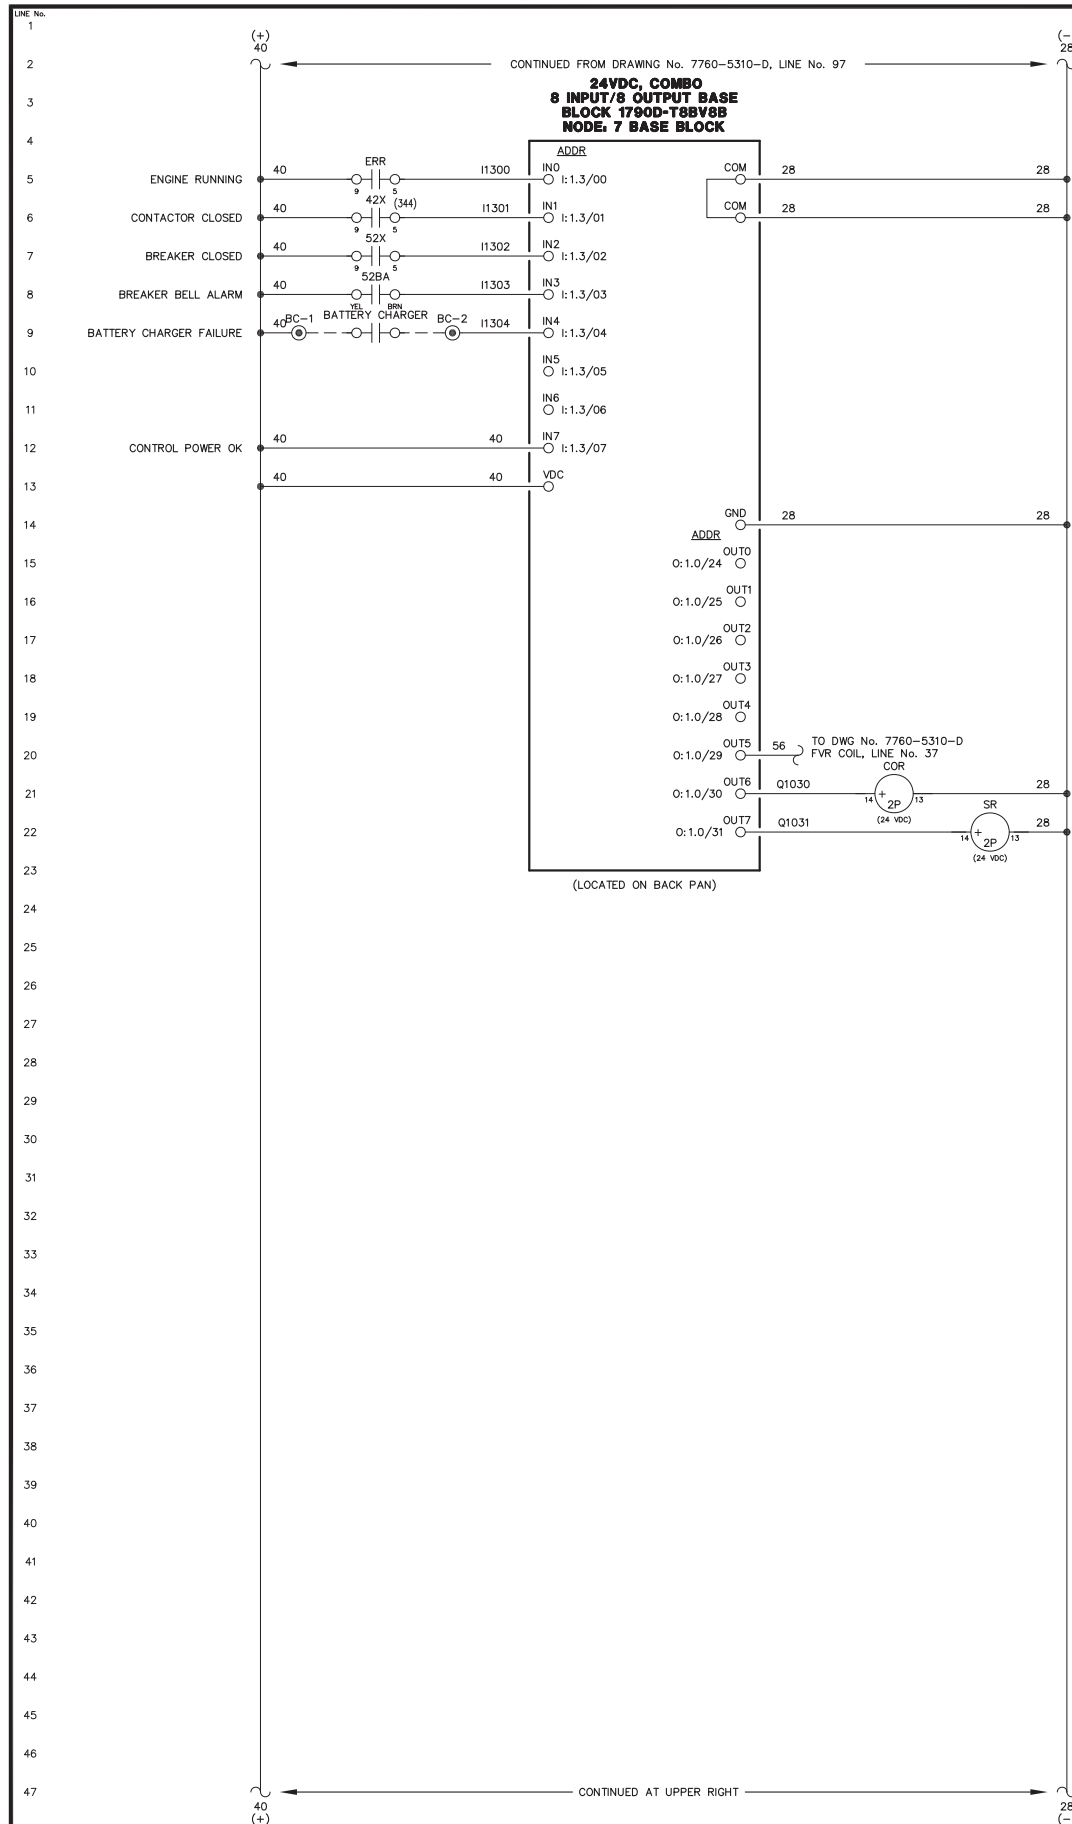 LINE No.
1
(+) (–
40 28
2 CONTINUED FROM DRAWING No. 7760-5310-D, LINE No. 97
24VDC, COMBO
3 8 INPUT/8 OUTPUT BASE
BLOCK 1790D-T8BV8B
NODE: 7 BASE BLOCK
4
ADDR
ERR
5 ENGINE RUNNING 40 9 5 I1300 IN0 I:1.3/00 COM 28 28
42X (344)
6 CONTACTOR CLOSED 40 9 5 I1301 IN1 I:1.3/01 COM 28 28
52X
7 BREAKER CLOSED 40 9 5 I1302 IN2 I:1.3/02
52BA
8 BREAKER BELL ALARM 40 YEL BRN I1303 IN3 I:1.3/03
9 BATTERY CHARGER FAILURE 40 BC-1 BATTERY CHARGER BC-2 I1304 IN4 I:1.3/04
10 IN5 I:1.3/05
11 IN6 I:1.3/06
12 CONTROL POWER OK 40 40 IN7 I:1.3/07
13 40 40 VDC
14 GND 28 28
ADDR
15 O:1.0/24 OUT0
16 O:1.0/25 OUT1
17 O:1.0/26 OUT2
18 O:1.0/27 OUT3
19 O:1.0/28 OUT4
20 O:1.0/29 OUT5 56 TO DWG No. 7760-5310-D
FVR COIL, LINE No. 37
COR
21 O:1.0/30 OUT6 Q1030 14 + 2P 13 28
(24 VDC)
SR
22 O:1.0/31 OUT7 Q1031 14 + 2P 13 28
(24 VDC)
23
(LOCATED ON BACK PAN)
24
25
26
27
28
29
30
31
32
33
34
35
36
37
38
39
40
41
42
43
44
45
46
47 CONTINUED AT UPPER RIGHT
40 28
(+) (–